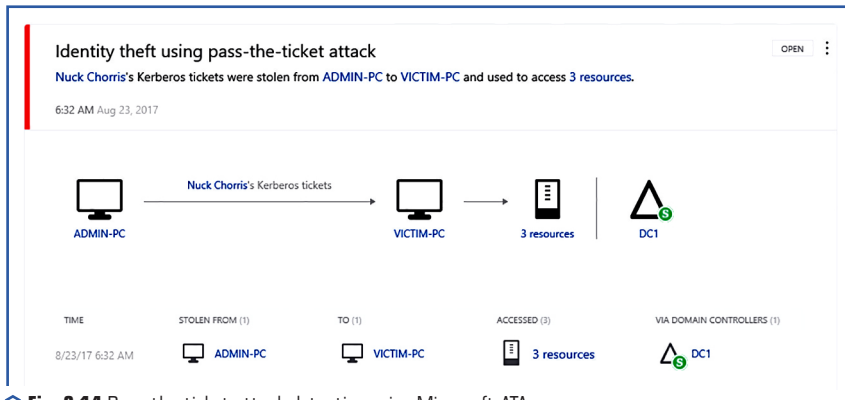 Identity theft using pass-the-ticket attack
OPEN
Nuck Chorris's Kerberos tickets were stolen from ADMIN-PC to VICTIM-PC and used to access 3 resources.
6:32 AM Aug 23, 2017
Nuck Chorris's Kerberos tickets
S
ADMIN-PC
VICTIM-PC
3 resources
DC1
TIME
STOLEN FROM (1)
TO (1)
ACCESSED (3)
VIA DOMAIN CONTROLLERS (1)
8/23/17 6:32 AM
ADMIN-PC
VICTIM-PC
3 resources
S
DC1